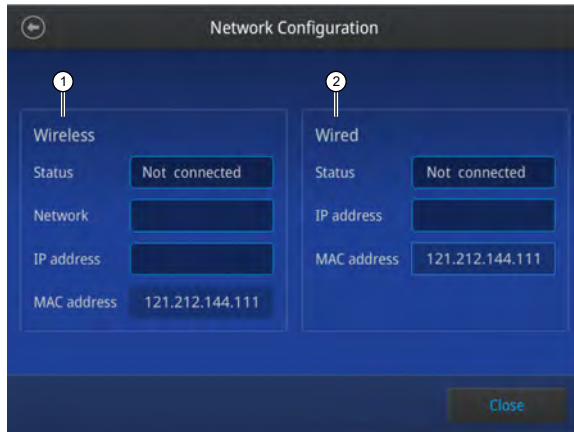 Network Configuration
1
2
Wireless
Status
Not connected
Network
IP address
MAC address
121.212.144.111
Wired
Status
Not connected
IP address
MAC address
121.212.144.111
Close